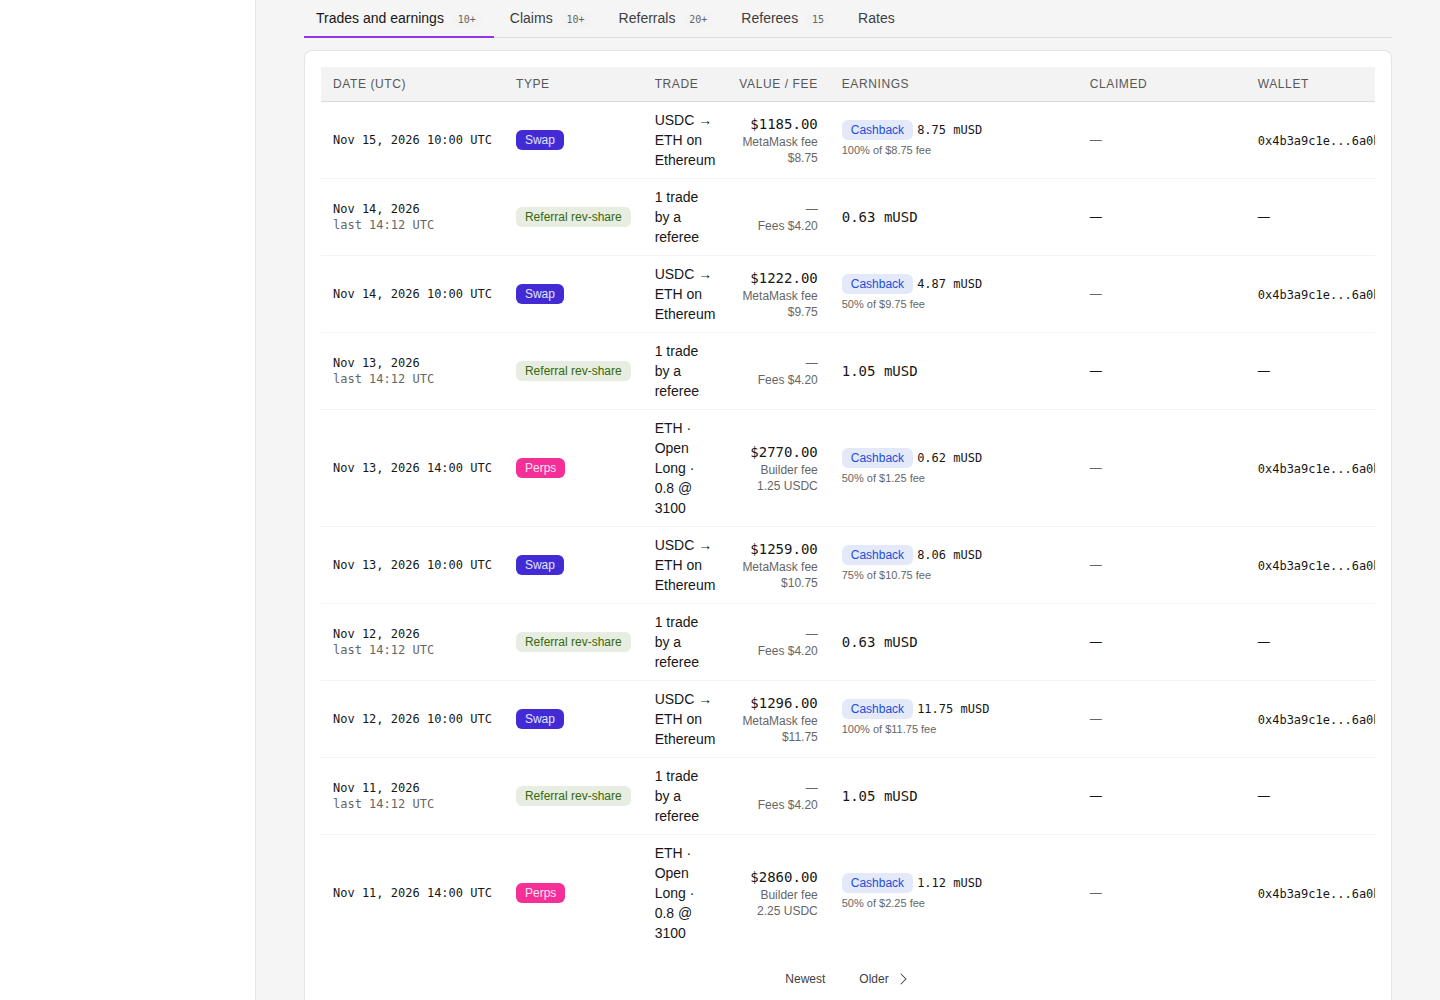 Trades and earnings 10+ Claims 10+ Referrals 20+ Referees 15 Rates
DATE (UTC) TYPE TRADE VALUE / FEE EARNINGS CLAIMED WALLET
Nov 15, 2026 10:00 UTC Swap USDC → ETH on Ethereum $1185.00 MetaMask fee $8.75 Cashback 8.75 mUSD 100% of $8.75 fee — 0x4b3a9c1e...6a0
Nov 14, 2026 last 14:12 UTC Referral rev-share 1 trade by a referee — Fees $4.20 0.63 mUSD — —
Nov 14, 2026 10:00 UTC Swap USDC → ETH on Ethereum $1222.00 MetaMask fee $9.75 Cashback 4.87 mUSD 50% of $9.75 fee — 0x4b3a9c1e...6a0
Nov 13, 2026 last 14:12 UTC Referral rev-share 1 trade by a referee — Fees $4.20 1.05 mUSD — —
Nov 13, 2026 14:00 UTC Perps ETH · Open Long · 0.8 @ 3100 $2770.00 Builder fee 1.25 USDC Cashback 0.62 mUSD 50% of $1.25 fee — 0x4b3a9c1e...6a0
Nov 13, 2026 10:00 UTC Swap USDC → ETH on Ethereum $1259.00 MetaMask fee $10.75 Cashback 8.06 mUSD 75% of $10.75 fee — 0x4b3a9c1e...6a0
Nov 12, 2026 last 14:12 UTC Referral rev-share 1 trade by a referee — Fees $4.20 0.63 mUSD — —
Nov 12, 2026 10:00 UTC Swap USDC → ETH on Ethereum $1296.00 MetaMask fee $11.75 Cashback 11.75 mUSD 100% of $11.75 fee — 0x4b3a9c1e...6a0
Nov 11, 2026 last 14:12 UTC Referral rev-share 1 trade by a referee — Fees $4.20 1.05 mUSD — —
Nov 11, 2026 14:00 UTC Perps ETH · Open Long · 0.8 @ 3100 $2860.00 Builder fee 2.25 USDC Cashback 1.12 mUSD 50% of $2.25 fee — 0x4b3a9c1e...6a0
Newest Older